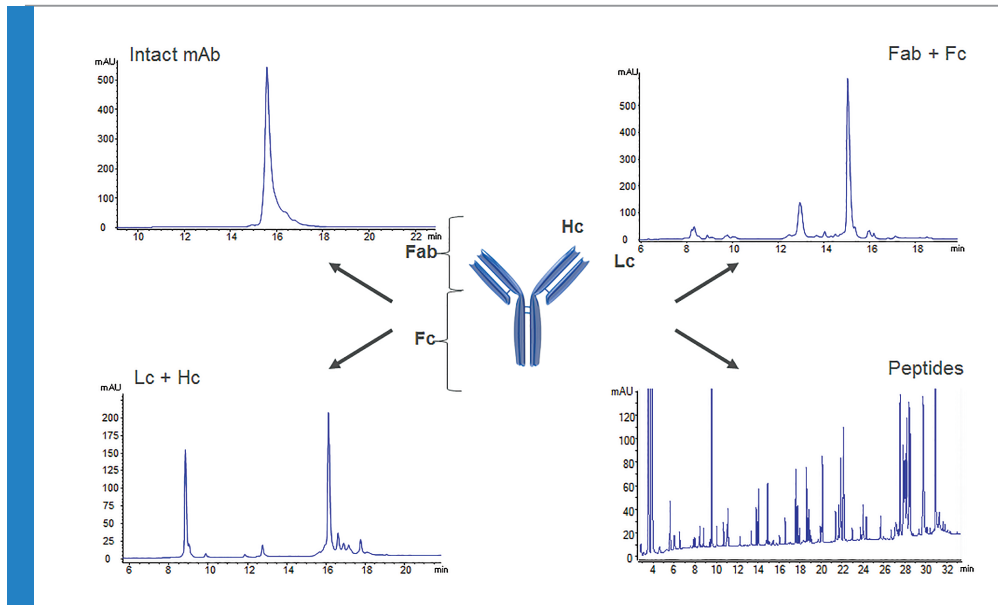 Intact mAb
mAU
500
400
300
200
100
0
10 12 14 16 18 20 22 min
Fab + Fc
mAU
500
400
300
200
100
0
6 8 10 12 14 16 18 min
Fab
Fc
Hc
Lc
Lc + Hc
mAU
200
175
150
125
100
75
50
25
0
6 8 10 12 14 16 18 20 min
Peptides
mAU
120
100
80
60
40
20
0
4 6 8 10 12 14 16 18 20 22 24 26 28 30 32 min